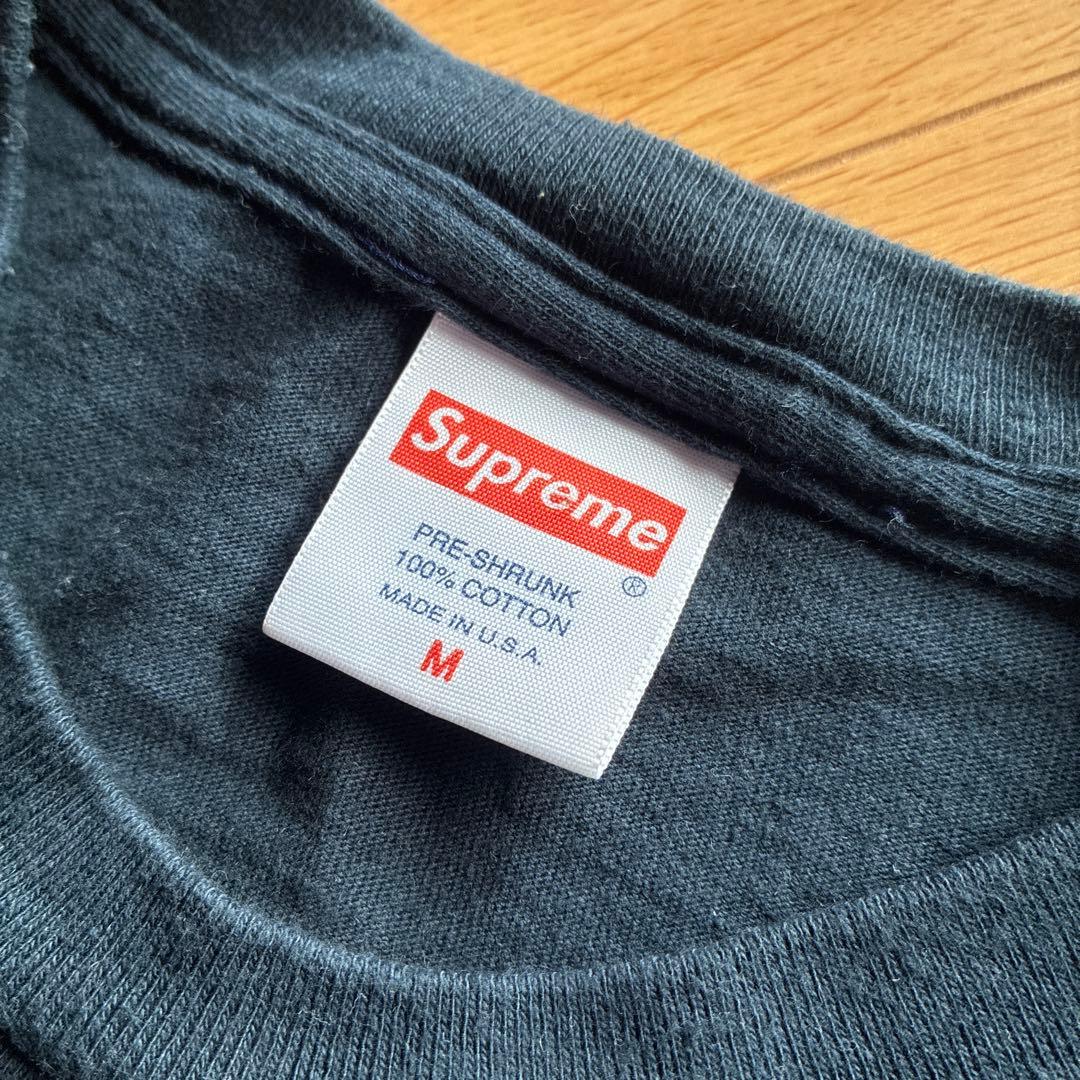 Supreme
®
PRE-SHRUNK
100% COTTON
MADE IN U.S.A.
M